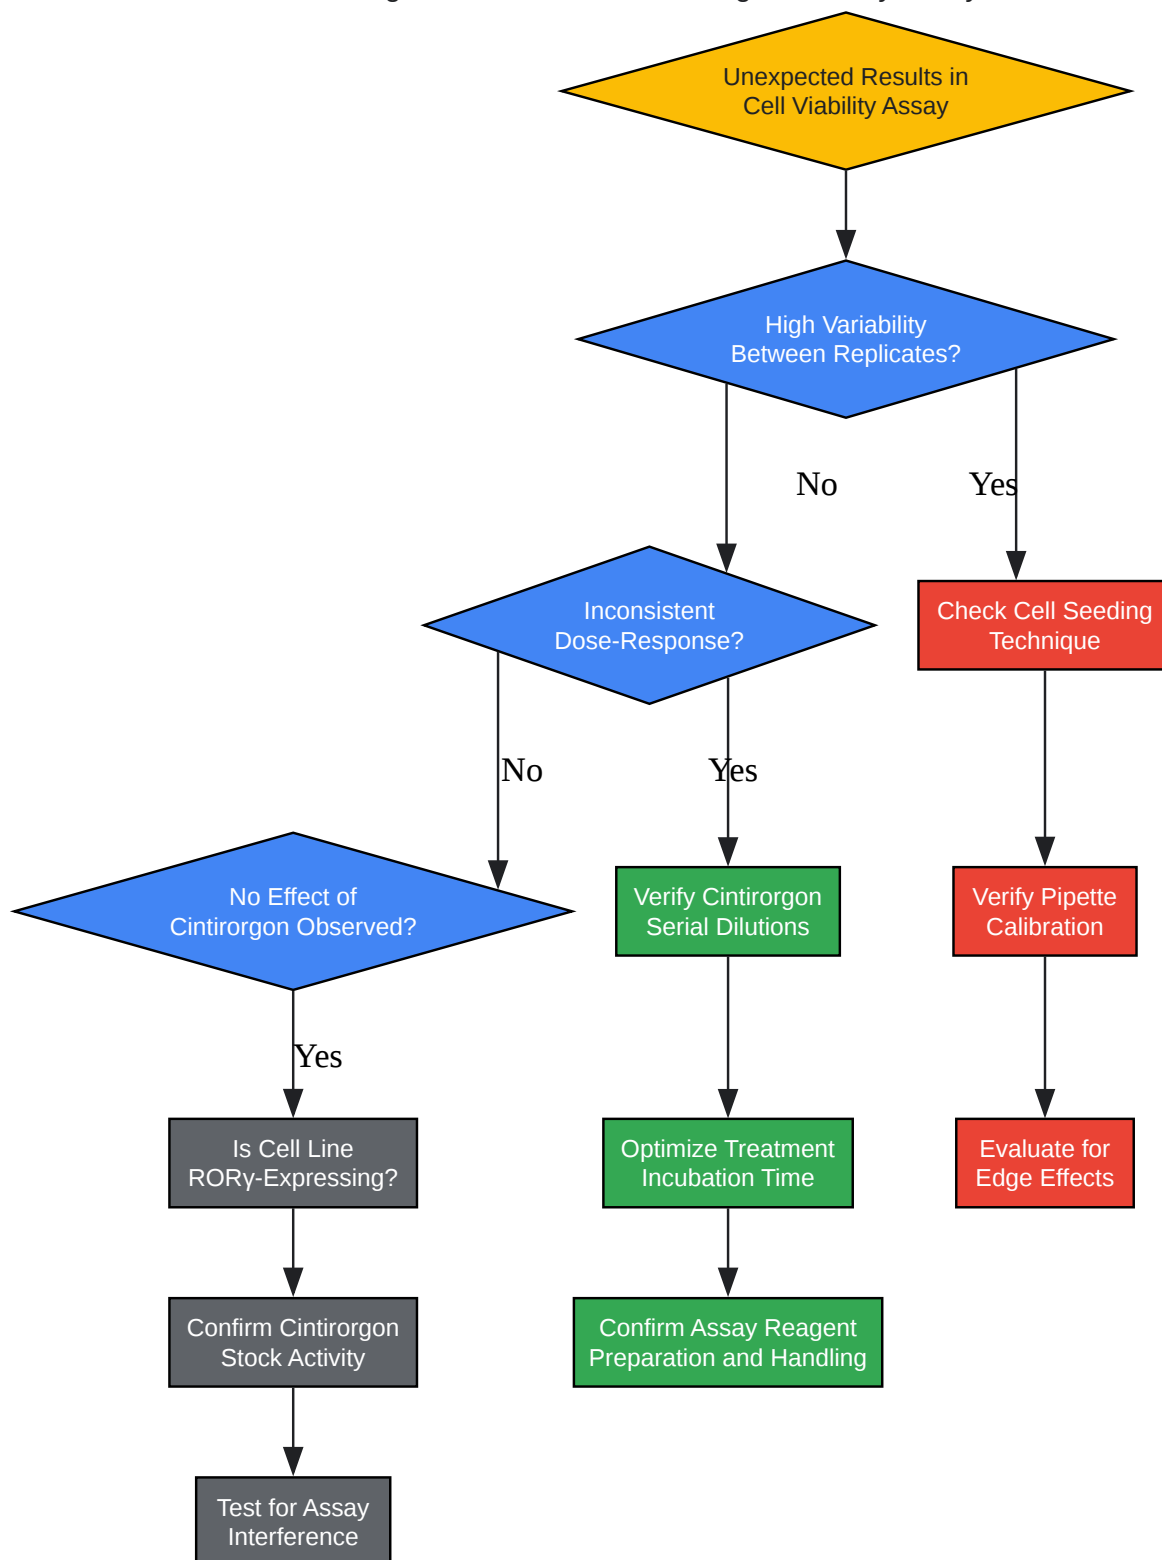 Unexpected Results in
Cell Viability Assay
High Variability
Between Replicates?
No
Yes
Inconsistent
Dose-Response?
Check Cell Seeding
Technique
No
Yes
No Effect of
Cintirorgon Observed?
Verify Cintirorgon
Serial Dilutions
Verify Pipette
Calibration
Yes
Is Cell Line
RORγ-Expressing?
Optimize Treatment
Incubation Time
Evaluate for
Edge Effects
Confirm Cintirorgon
Stock Activity
Confirm Assay Reagent
Preparation and Handling
Test for Assay
Interference